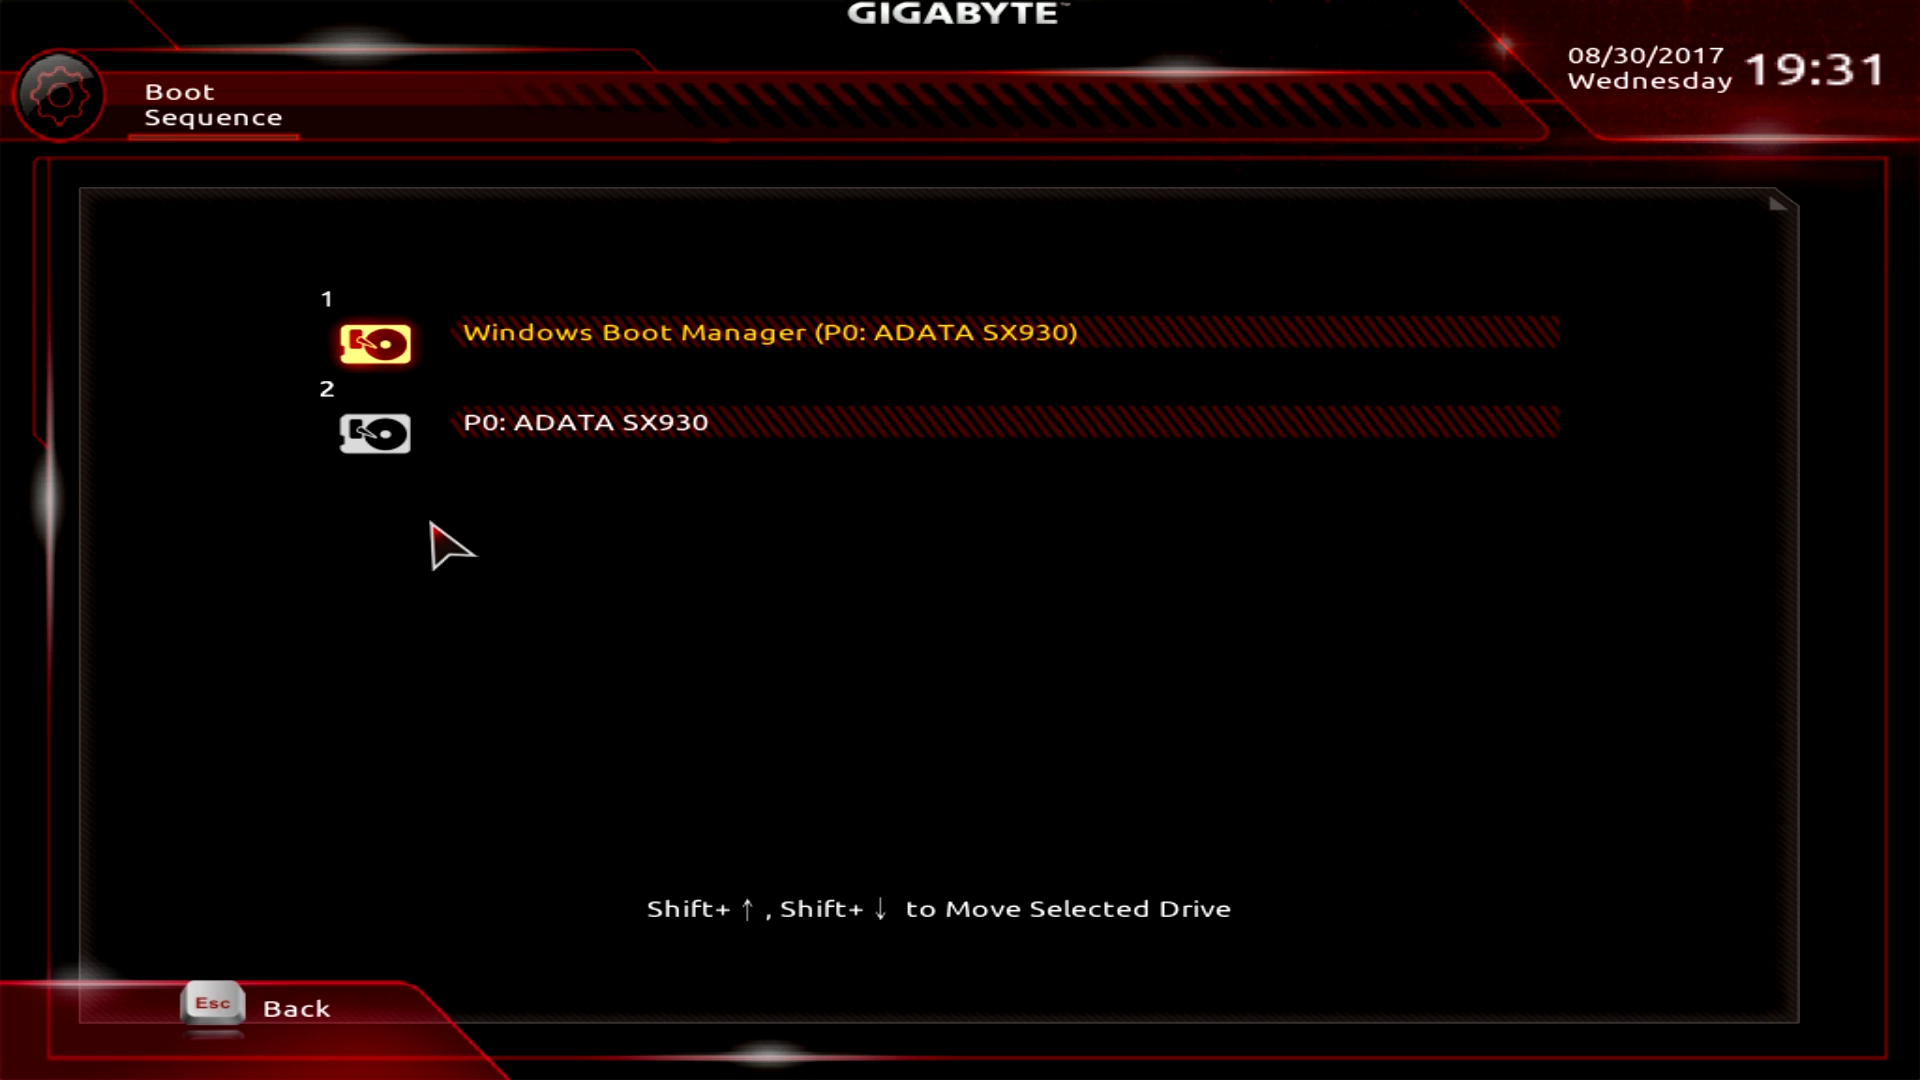 GIGABYTE™
08/30/2017
Wednesday
19:31
Boot
Sequence
1
Windows Boot Manager (P0: ADATA SX930)
2
P0: ADATA SX930
Shift+ ↑ , Shift+ ↓ to Move Selected Drive
Esc Back